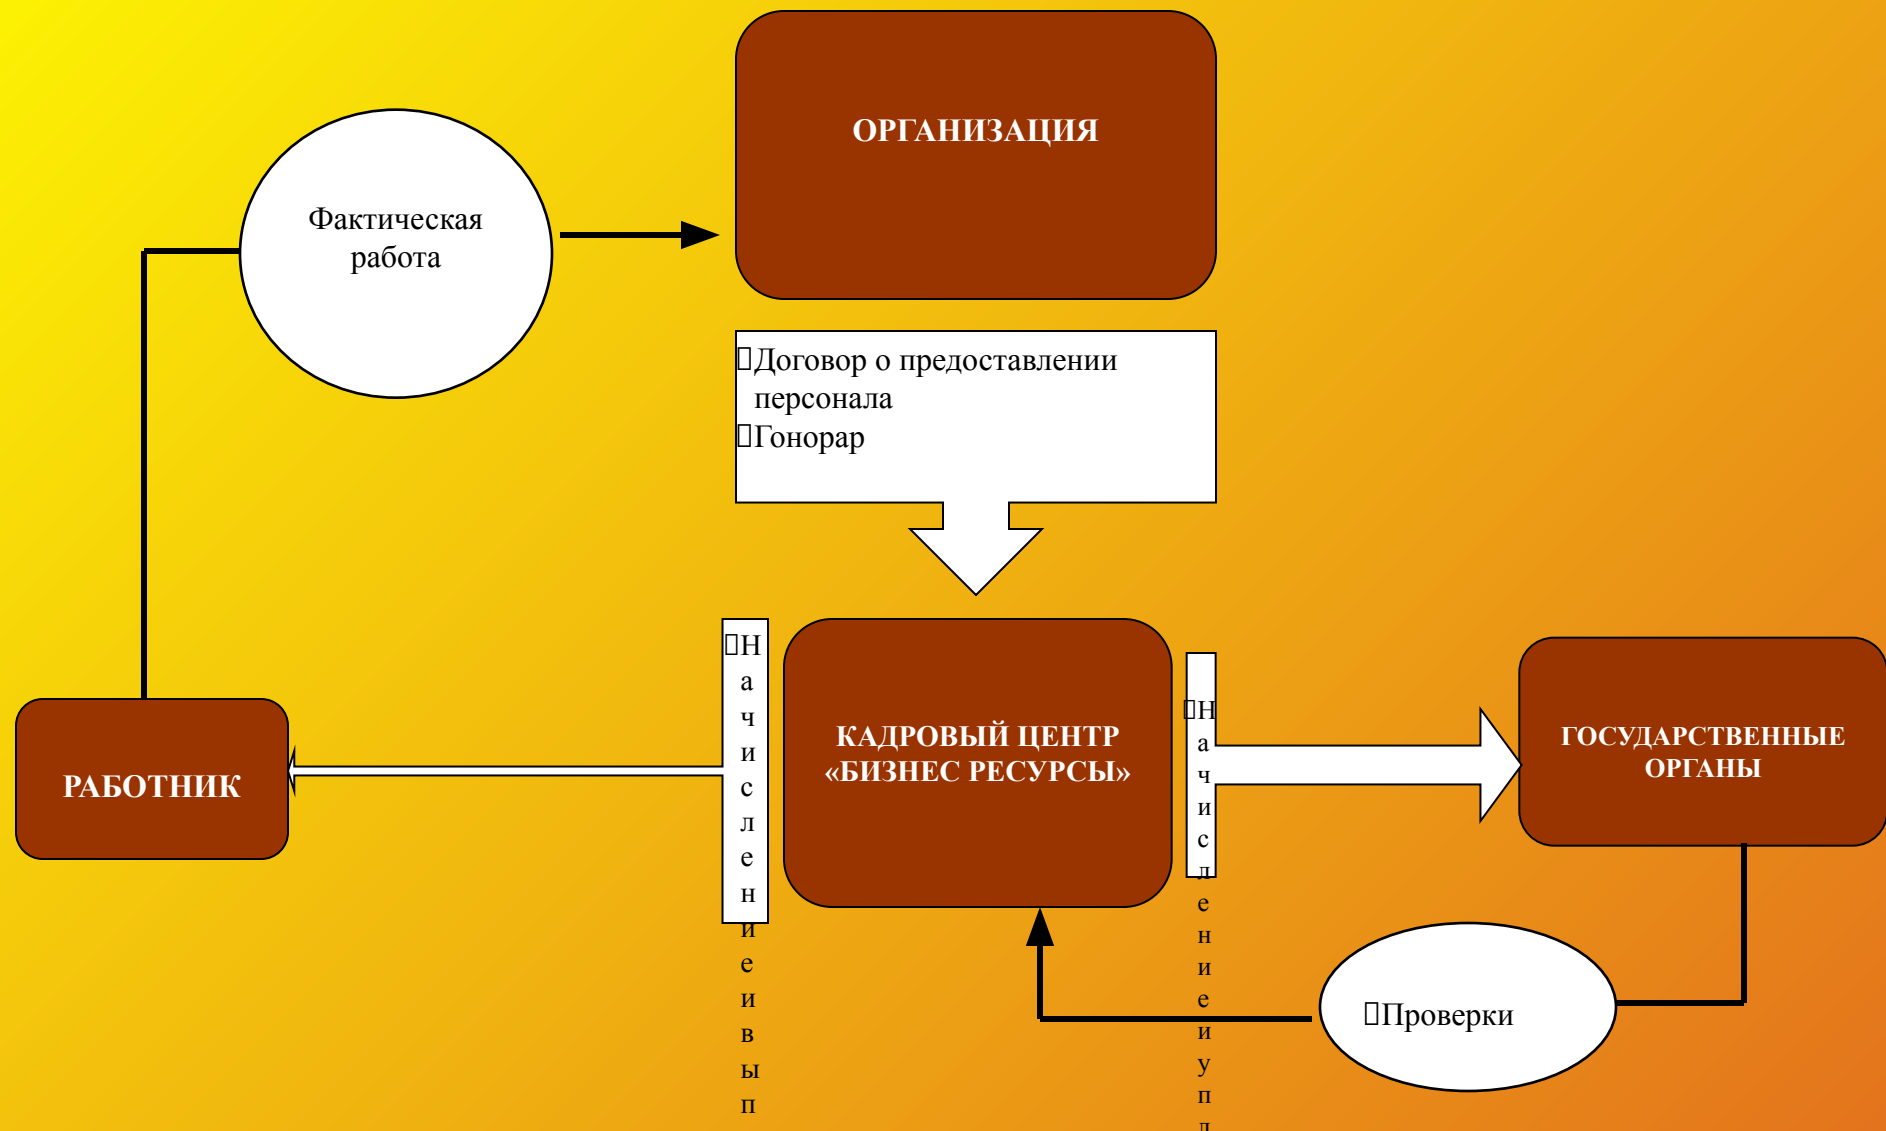 ОРГАНИЗАЦИЯ
Фактическая
работа
Договор о предоставлении
персонала
Гонорар
Н
а
ч
и
с
л
е
н
и
е
и
в
ы
п
КАДРОВЫЙ ЦЕНТР
«БИЗНЕС РЕСУРСЫ»
Н
а
ч
и
с
л
е
н
и
е
и
у
п
л
ГОСУДАРСТВЕННЫЕ
ОРГАНЫ
РАБОТНИК
Проверки